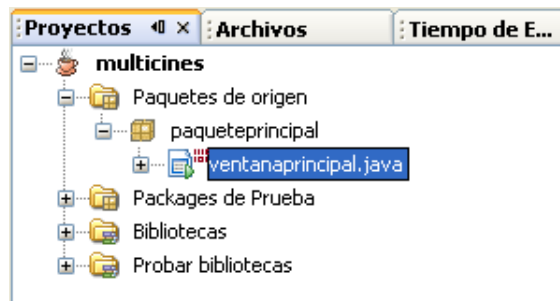 Proyectos Archivos Tiempo de E...
multicines
Paquetes de origen
paqueteprincipal
ventanaprincipal.java
Packages de Prueba
Bibliotecas
Probar bibliotecas